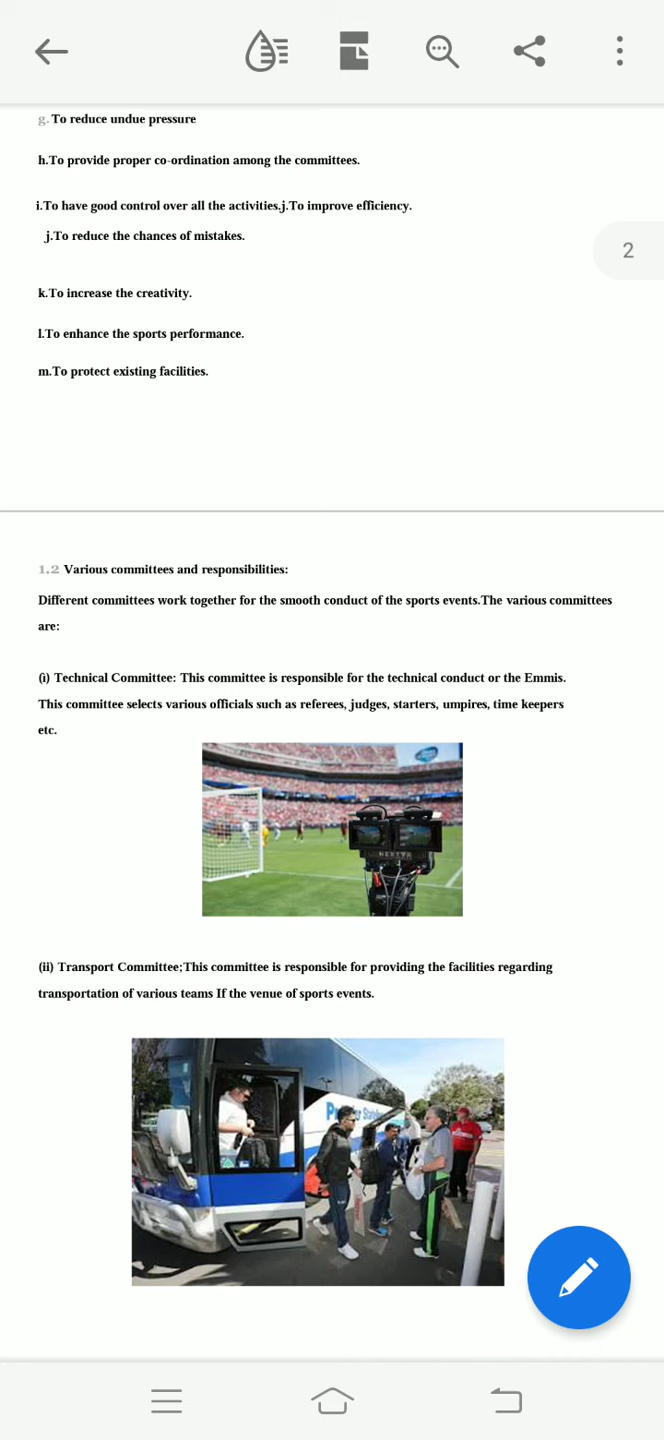 g.To reduce undue pressure
h.To provide proper co-ordination among the committees.
i.To have good control over all the activities.j.To improve efficiency.
j.To reduce the chances of mistakes.
2
k.To increase the creativity.
l.To enhance the sports performance.
m.To protect existing facilities.
1.2 Various committees and responsibilities:
Different committees work together for the smooth conduct of the sports events.The various committees
are:
(i) Technical Committee: This committee is responsible for the technical conduct or the Emmis.
This committee selects various officials such as referees, judges, starters, umpires, time keepers
etc.
NEXTVR
(ii) Transport Committee;This committee is responsible for providing the facilities regarding
transportation of various teams If the venue of sports events.